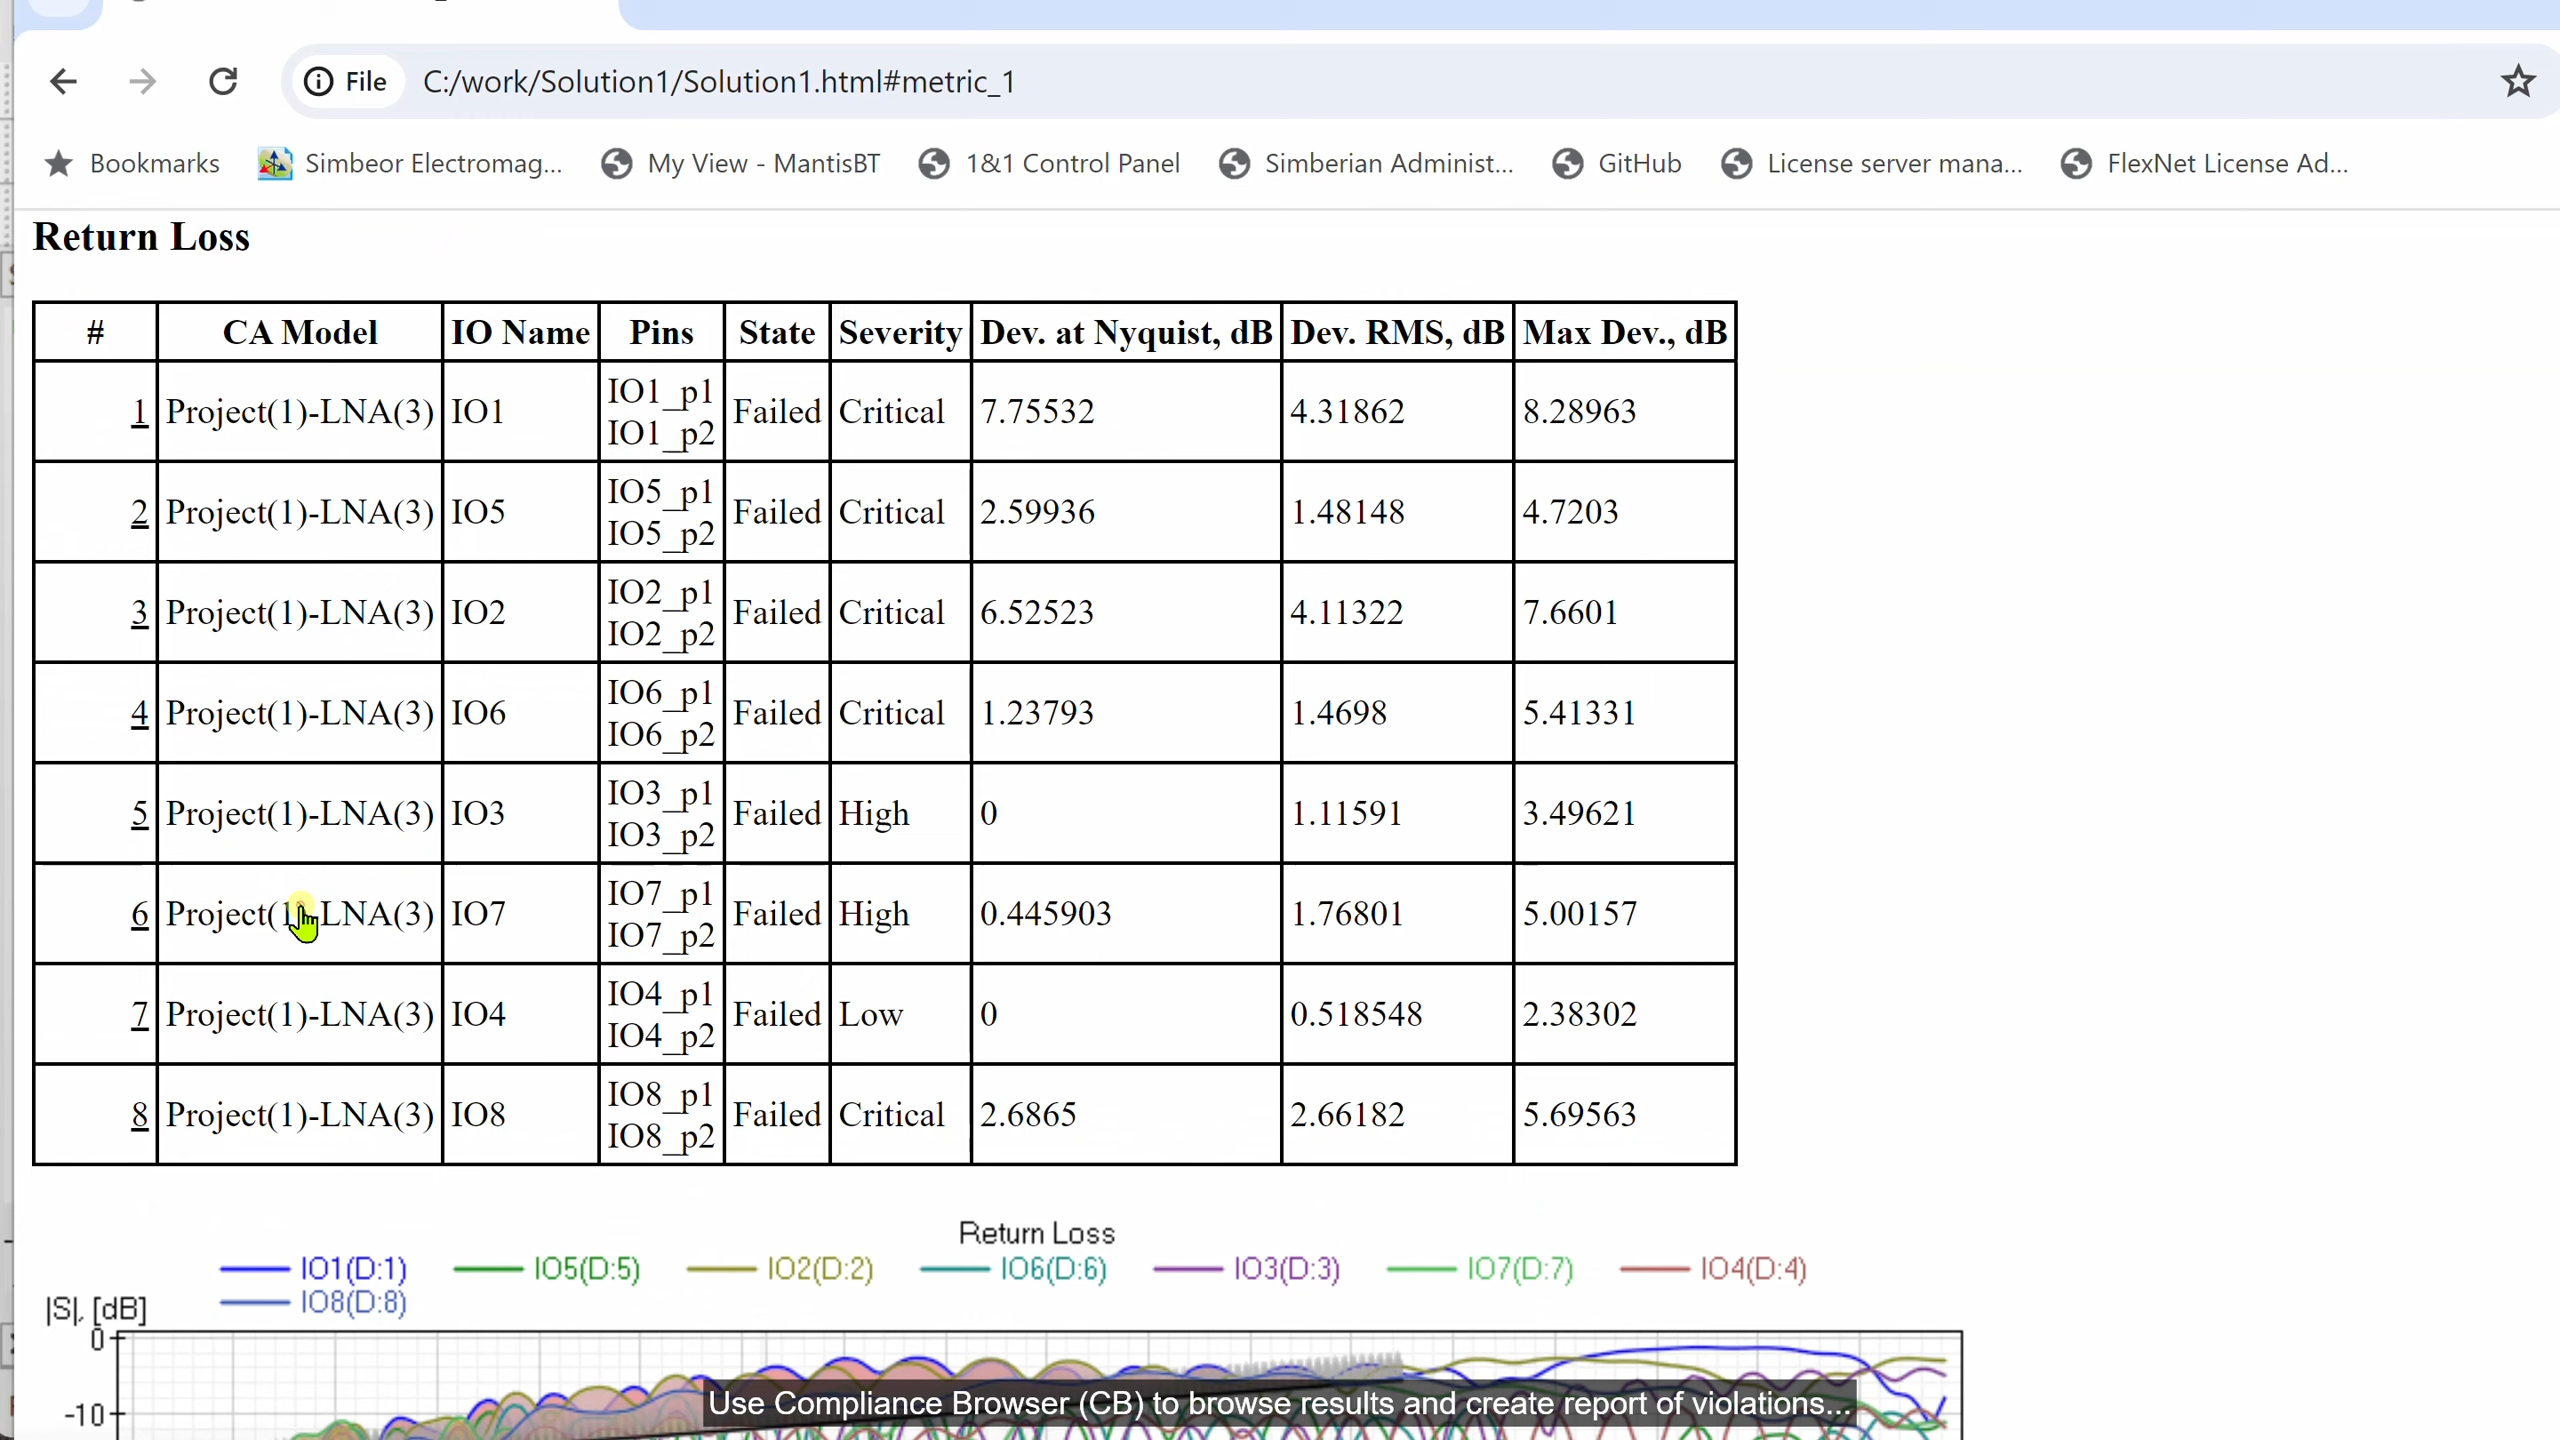 File C:/work/Solution1/Solution1.html#metric_1
Bookmarks Simbeor Electromag... My View - MantisBT 1&1 Control Panel Simberian Administ... GitHub License server mana... FlexNet License Ad...
Return Loss
# CA Model IO Name Pins State Severity Dev. at Nyquist, dB Dev. RMS, dB Max Dev., dB
1 Project(1)-LNA(3) IO1 IO1_p1 IO1_p2 Failed Critical 7.75532 4.31862 8.28963
2 Project(1)-LNA(3) IO5 IO5_p1 IO5_p2 Failed Critical 2.59936 1.48148 4.7203
3 Project(1)-LNA(3) IO2 IO2_p1 IO2_p2 Failed Critical 6.52523 4.11322 7.6601
4 Project(1)-LNA(3) IO6 IO6_p1 IO6_p2 Failed Critical 1.23793 1.4698 5.41331
5 Project(1)-LNA(3) IO3 IO3_p1 IO3_p2 Failed High 0 1.11591 3.49621
6 Project(1)-LNA(3) IO7 IO7_p1 IO7_p2 Failed High 0.445903 1.76801 5.00157
7 Project(1)-LNA(3) IO4 IO4_p1 IO4_p2 Failed Low 0 0.518548 2.38302
8 Project(1)-LNA(3) IO8 IO8_p1 IO8_p2 Failed Critical 2.6865 2.66182 5.69563
Return Loss
IO1(D:1) IO5(D:5) IO2(D:2) IO6(D:6) IO3(D:3) IO7(D:7) IO4(D:4)
IO8(D:8)
|S|, [dB]
0
-10
Use Compliance Browser (CB) to browse results and create report of violations...